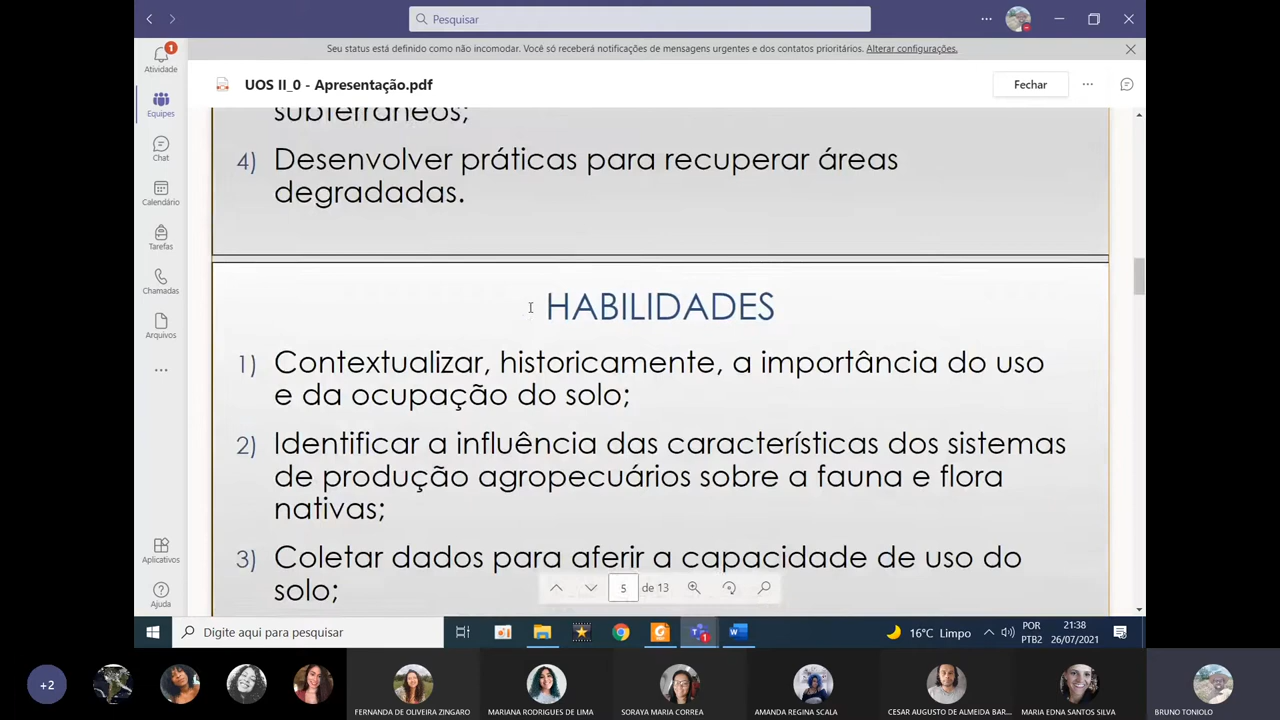 Pesquisar
Seu status está definido como não incomodar. Você só receberá notificações de mensagens urgentes e dos contatos prioritários. Alterar configurações.
1
Atividade
Equipes
Chat
Calendário
Tarefas
Chamadas
Arquivos
Aplicativos
Ajuda
UOS II_0 - Apresentação.pdf
Fechar
subterrâneos;
4) Desenvolver práticas para recuperar áreas
degradadas.
HABILIDADES
1) Contextualizar, historicamente, a importância do uso
e da ocupação do solo;
2) Identificar a influência das características dos sistemas
de produção agropecuários sobre a fauna e flora
nativas;
3) Coletar dados para aferir a capacidade de uso do
solo;
5 de 13
Digite aqui para pesquisar
1
16°C Limpo
POR
PTB2
21:38
26/07/2021
+2
FERNANDA DE OLIVEIRA ZINGARO
MARIANA RODRIGUES DE LIMA
SORAYA MARIA CORREA
AMANDA REGINA SCALA
CESAR AUGUSTO DE ALMEIDA BAR...
MARIA EDNA SANTOS SILVA
BRUNO TONIOLO